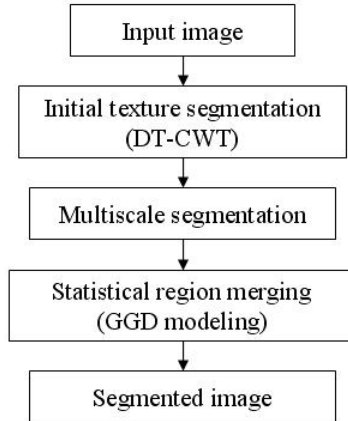 Input image
Initial texture segmentation
(DT-CWT)
Multiscale segmentation
Statistical region merging
(GGD modeling)
Segmented image